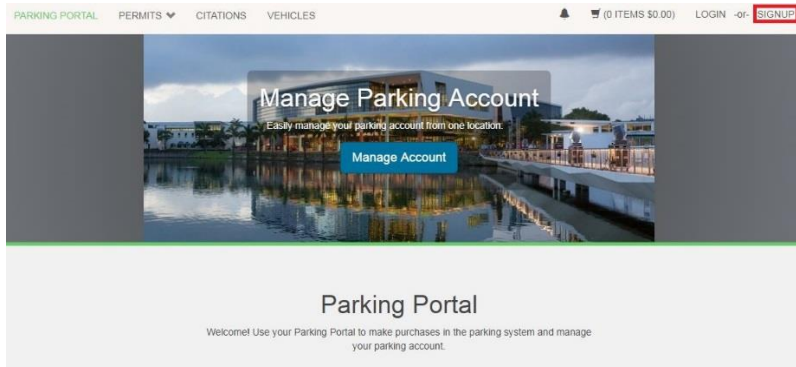 PARKING PORTAL PERMITS CITATIONS VEHICLES (0 ITEMS $0.00) LOGIN -or- SIGNUP
Manage Parking Account
Easily manage your parking account from one location.
Manage Account
Parking Portal
Welcome! Use your Parking Portal to make purchases in the parking system and manage
your parking account.